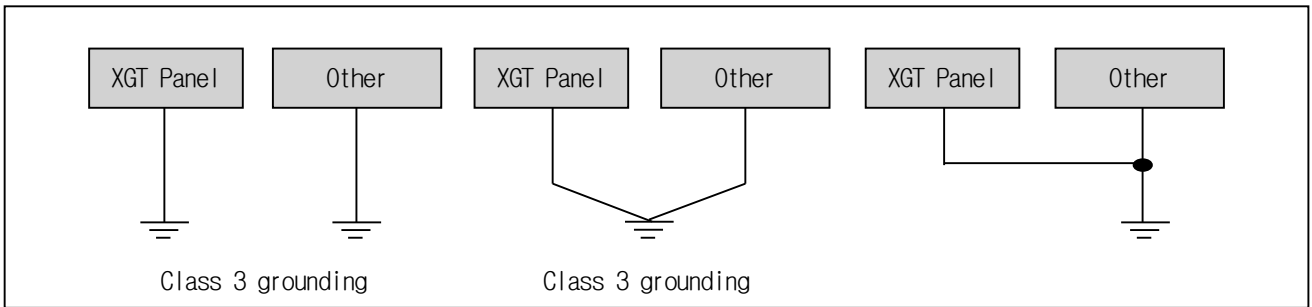 XGT Panel Other XGT Panel Other XGT Panel Other
Class 3 grounding Class 3 grounding